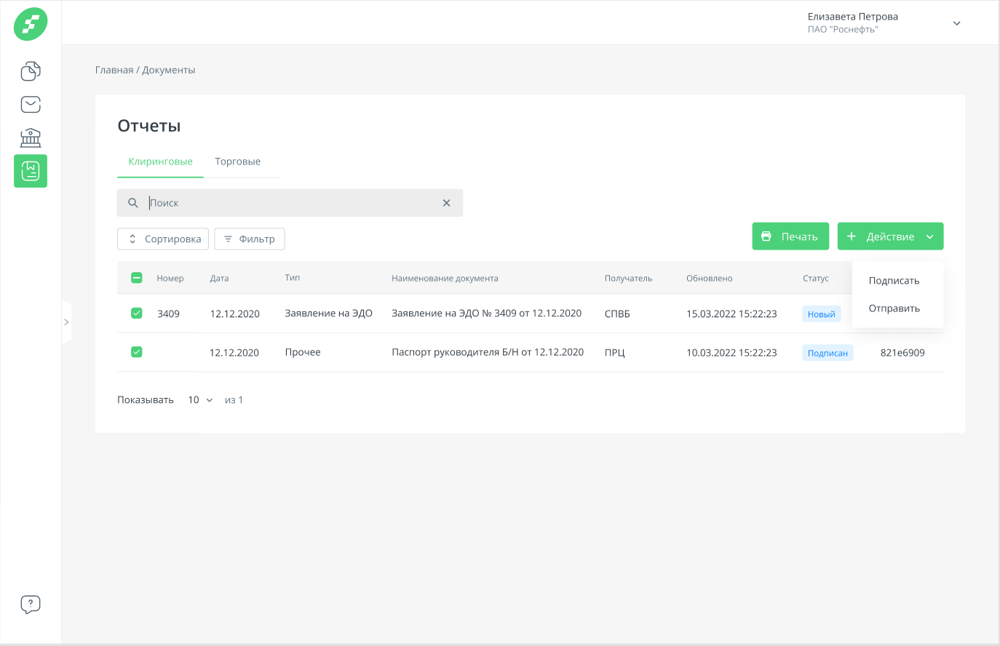 Елизавета Петрова
ПАО "Роснефть"
Главная / Документы
Отчеты
Клиринговые Торговые
Поиск
Сортировка Фильтр Печать Действие
Номер Дата Тип Наименование документа Получатель Обновлено Статус
Подписать
Отправить
3409 12.12.2020 Заявление на ЭДО Заявление на ЭДО № 3409 от 12.12.2020 СПВБ 15.03.2022 15:22:23 Новый
12.12.2020 Прочее Паспорт руководителя Б/Н от 12.12.2020 ПРЦ 10.03.2022 15:22:23 Подписан 821e6909
Показывать 10 из 1